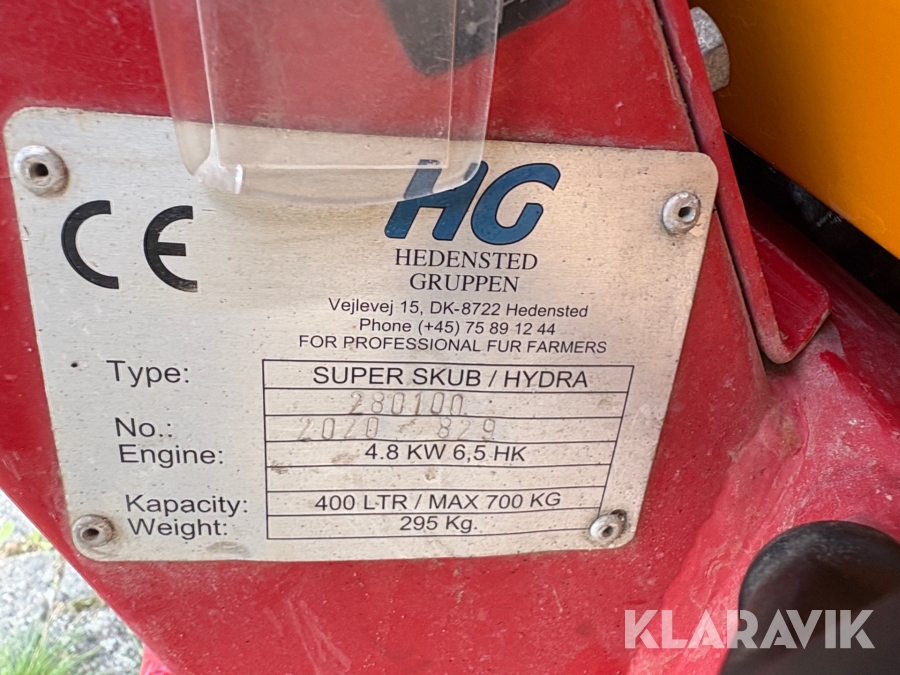 CE
HG
HEDENSTED
GRUPPEN
Vejlevej 15, DK-8722 Hedensted
Phone (+45) 75 89 12 44
FOR PROFESSIONAL FUR FARMERS
Type: SUPER SKUB / HYDRA
280100
No.: 2020 - 829
Engine: 4.8 KW 6,5 HK
Kapacity: 400 LTR / MAX 700 KG
Weight: 295 Kg.
KLARAVIK